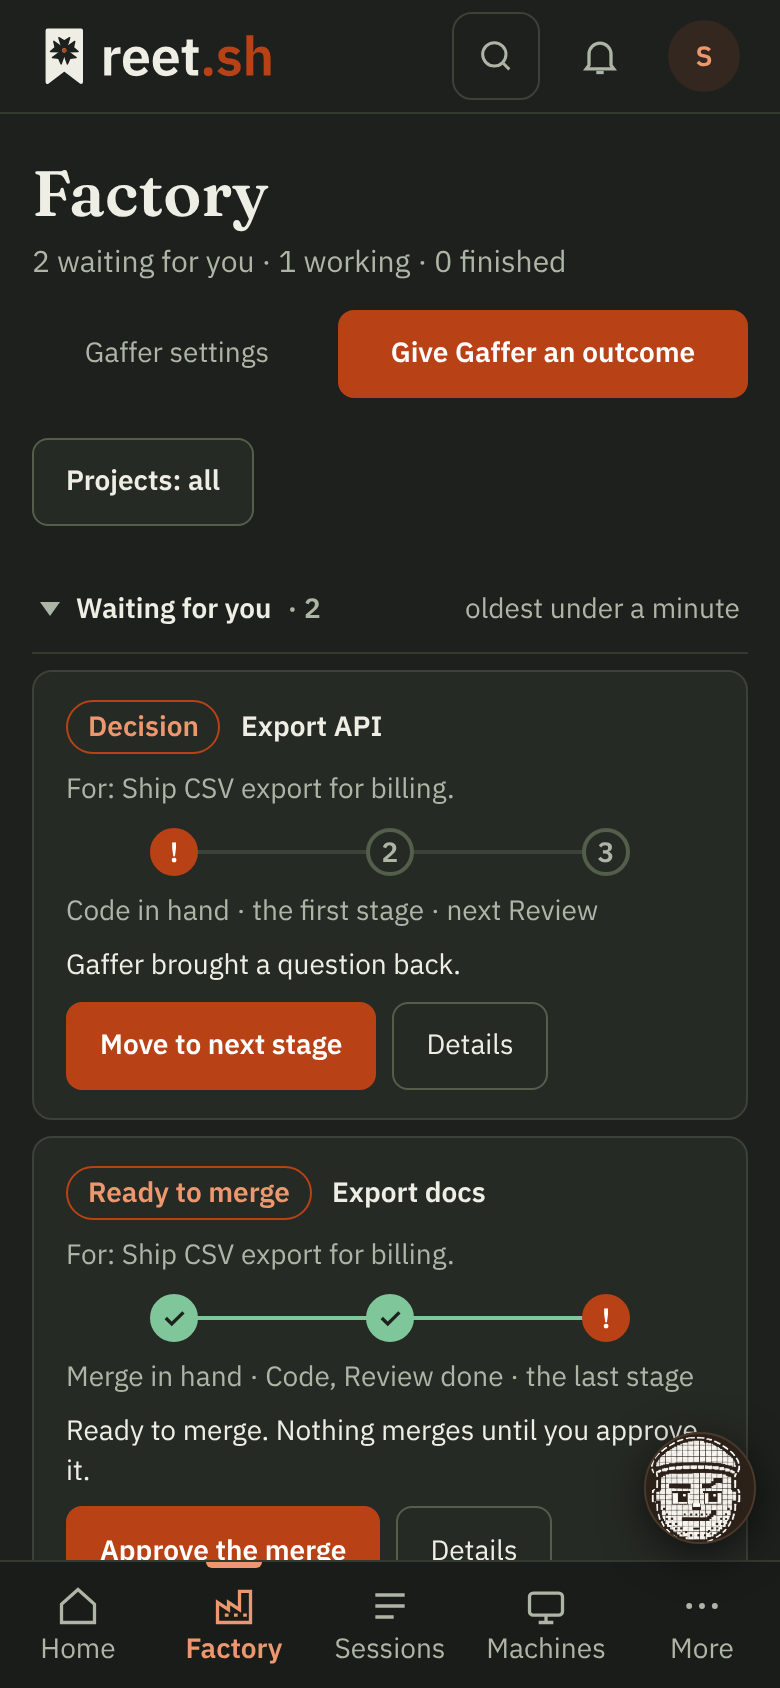 reet.sh
S
Factory
2 waiting for you · 1 working · 0 finished
Gaffer settings
Give Gaffer an outcome
Projects: all
Waiting for you · 2
oldest under a minute
Decision Export API
For: Ship CSV export for billing.
! 2 3
Code in hand · the first stage · next Review
Gaffer brought a question back.
Move to next stage
Details
Ready to merge Export docs
For: Ship CSV export for billing.
!
Merge in hand · Code, Review done · the last stage
Ready to merge. Nothing merges until you approve
it.
Approve the merge
Details
Home
Factory
Sessions
Machines
More